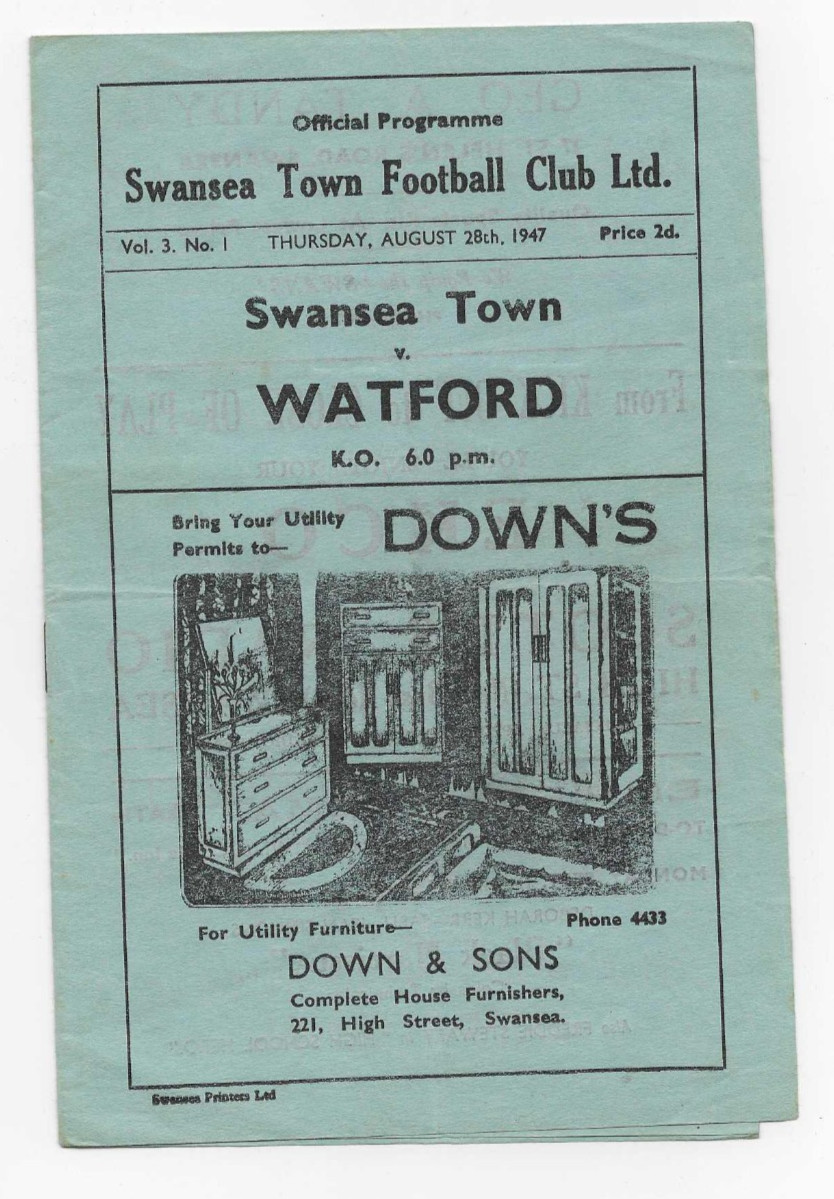 Official Programme
Swansea Town Football Club Ltd.
Vol. 3. No. 1 THURSDAY, AUGUST 28th, 1947 Price 2d.
Swansea Town
v.
WATFORD
K.O. 6.0 p.m.
Bring Your Utility
Permits to—
DOWN'S
For Utility Furniture—
Phone 4433
DOWN & SONS
Complete House Furnishers,
221, High Street, Swansea.
Swansea Printers Ltd